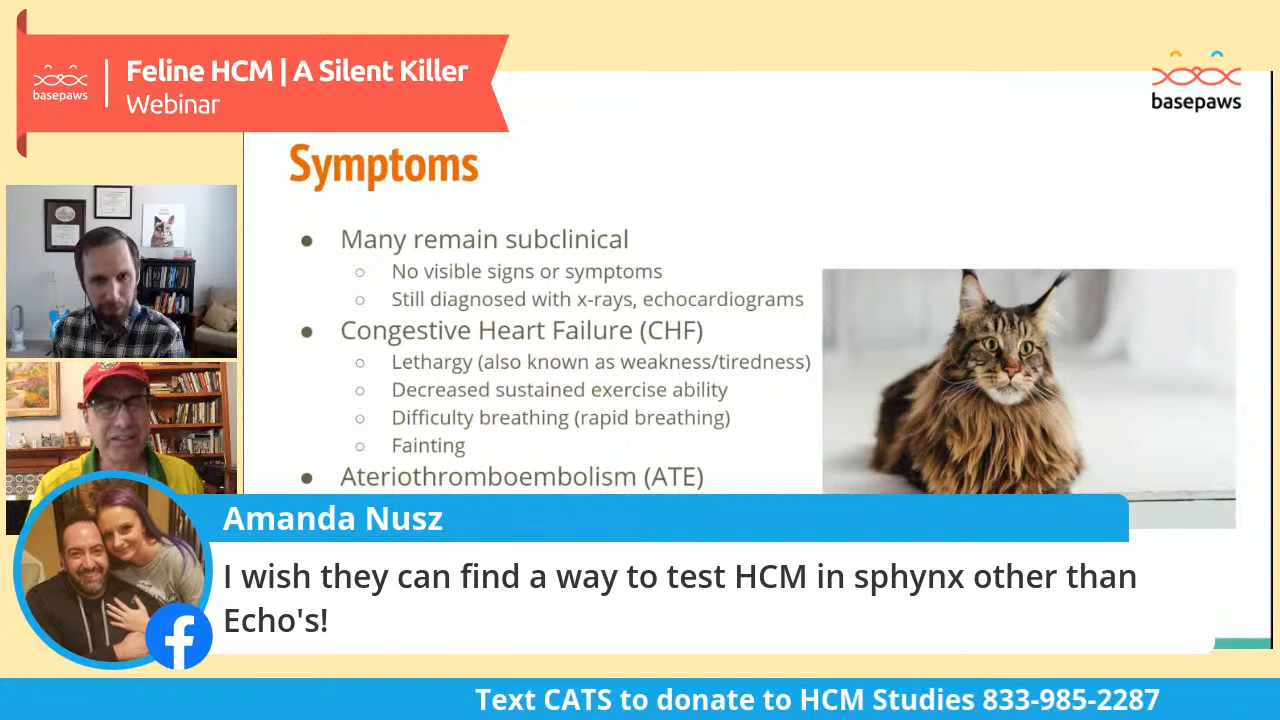 Feline HCM | A Silent Killer
basepaws
Webinar
basepaws
Symptoms
● Many remain subclinical
○ No visible signs or symptoms
○ Still diagnosed with x-rays, echocardiograms
● Congestive Heart Failure (CHF)
○ Lethargy (also known as weakness/tiredness)
○ Decreased sustained exercise ability
○ Difficulty breathing (rapid breathing)
○ Fainting
● Ateriothromboembolism (ATE)
Amanda Nusz
I wish they can find a way to test HCM in sphynx other than
Echo's!
f
Text CATS to donate to HCM Studies 833-985-2287